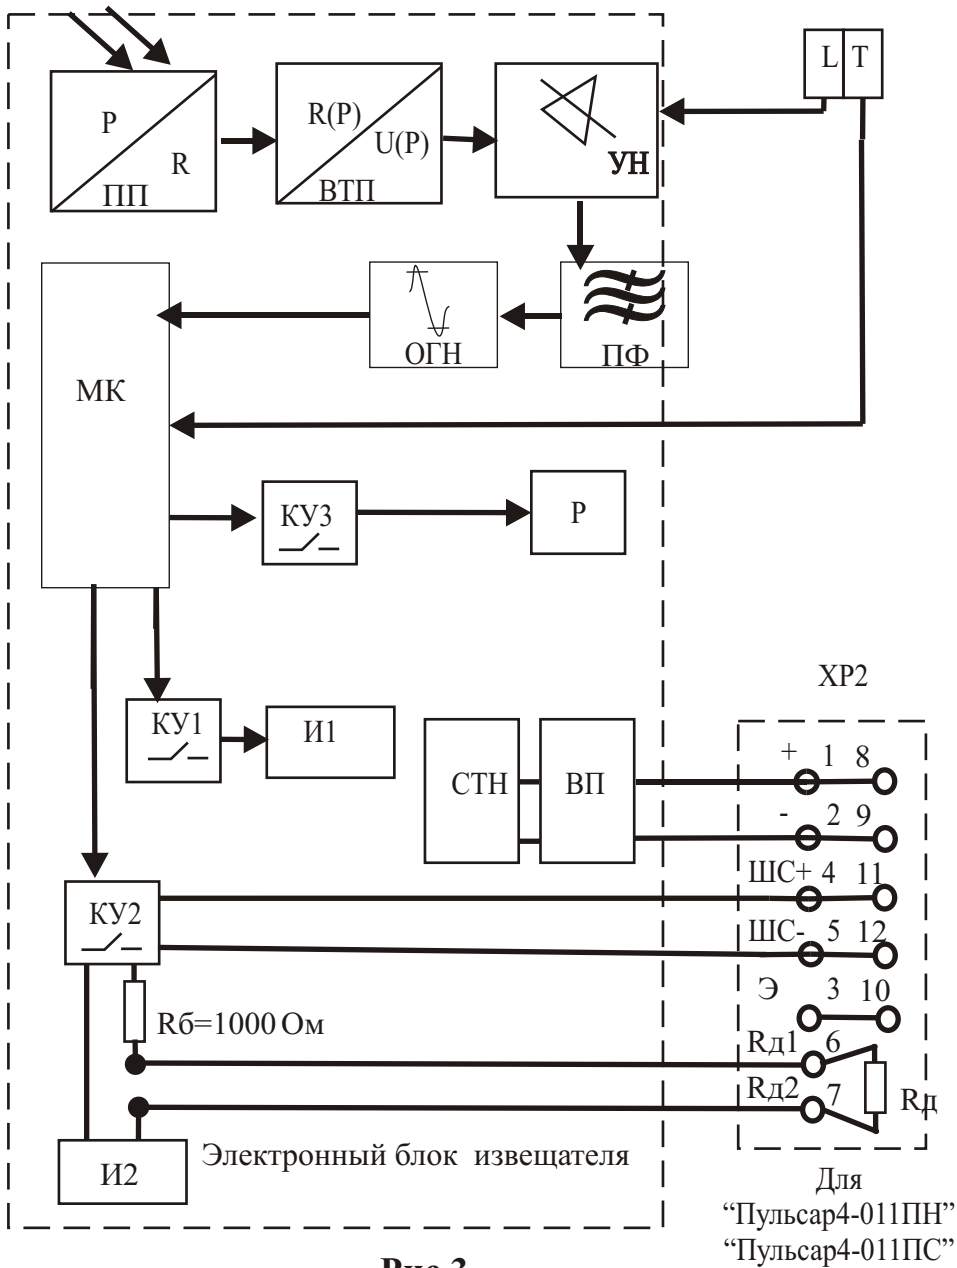 L T
P
R
ПП
R(P)
U(P)
ВТП
УН
ОГН
ПФ
МК
КУ3
Р
ХР2
КУ1
И1
СТН
ВП
+ 1 8
- 2 9
ШС+ 4 11
ШС- 5 12
Э 3 10
КУ2
Rб=1000 Ом
Rд1 6
Rд2 7
Rд
И2
Электронный блок извещателя
Для
“Пульсар4-011ПН”
“Пульсар4-011ПС”